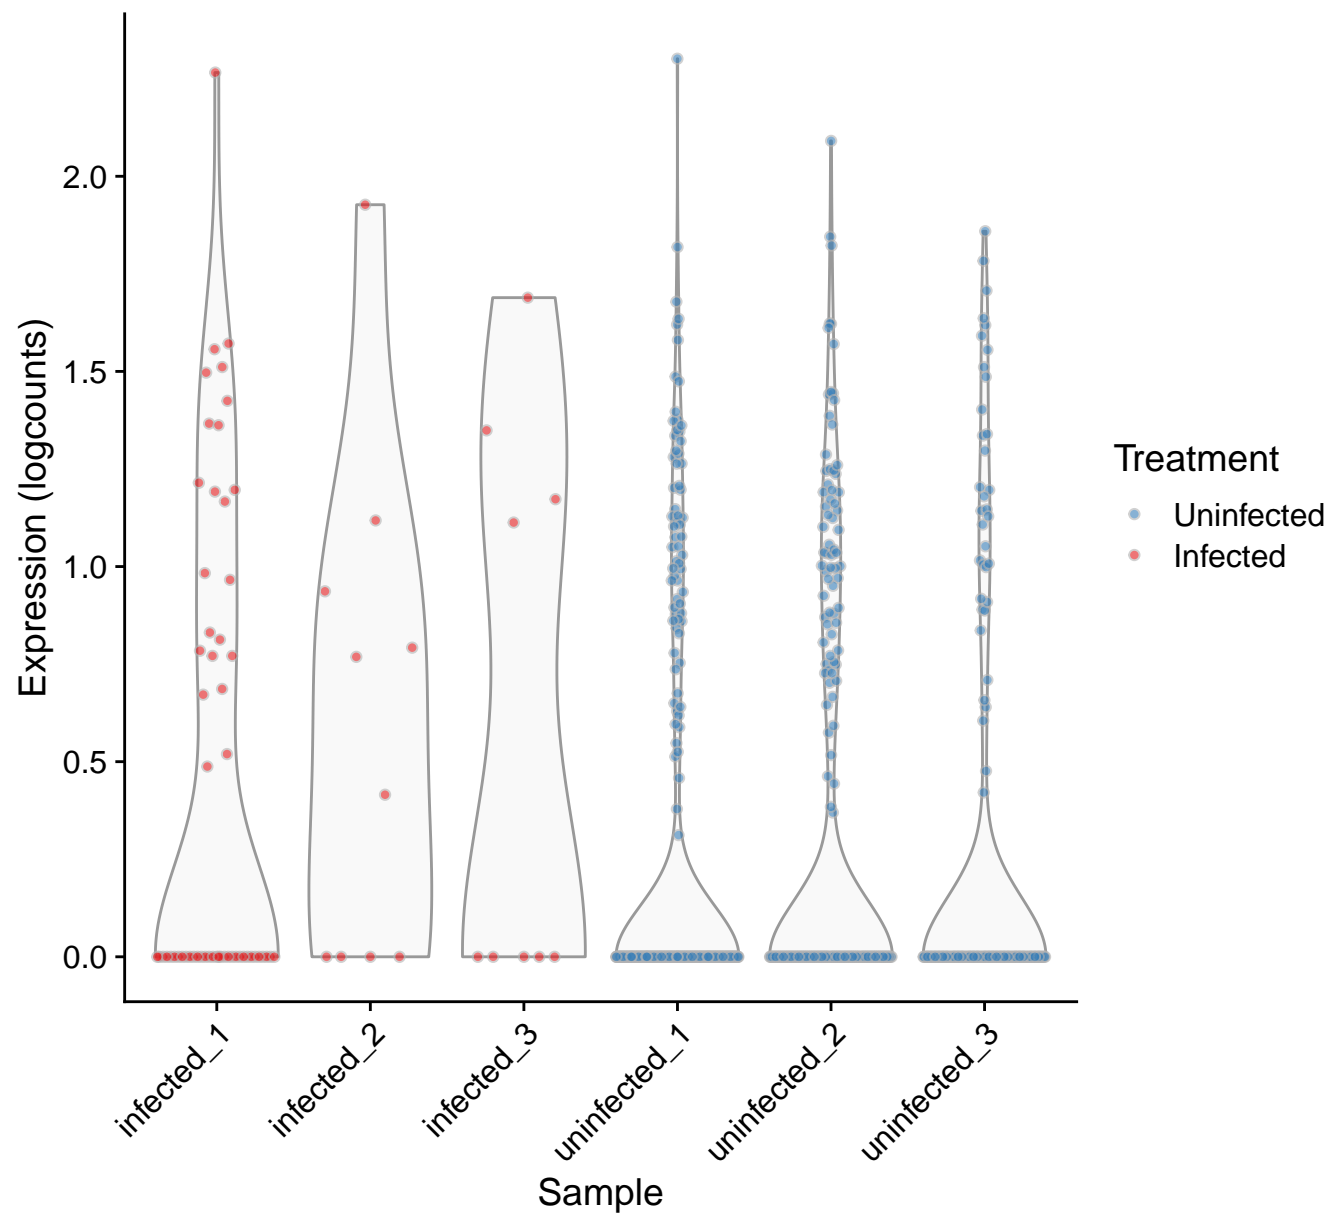 2.0
1.5
1.0
0.5
0.0
Expression (logcounts)
infected_1
infected_2
infected_3
uninfected_1
uninfected_2
uninfected_3
Sample
Treatment
Uninfected
Infected